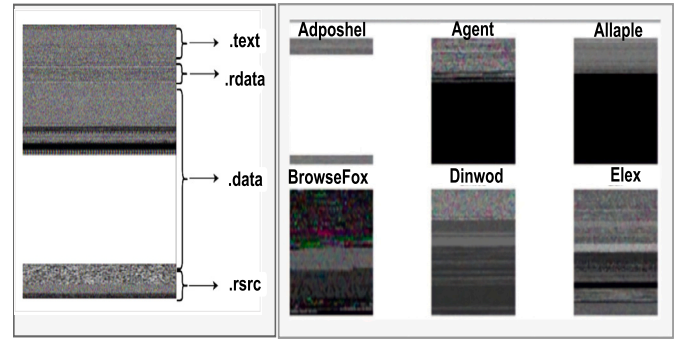 .text
.rdata
.data
.rsrc
Adposhel Agent Allaple
BrowseFox Dinwod Elex